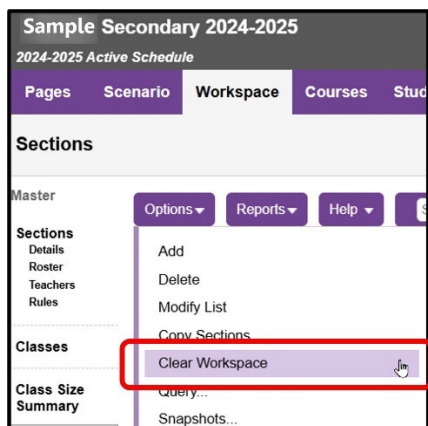 Sample Secondary 2024-2025
2024-2025 Active Schedule
Pages Scenario Workspace Courses Stud
Sections
Master
Options Reports Help
Sections
Details
Roster
Teachers
Rules
Classes
Class Size
Summary
Add
Delete
Modify List
Copy Sections
Clear Workspace
Query...
Snapshots...